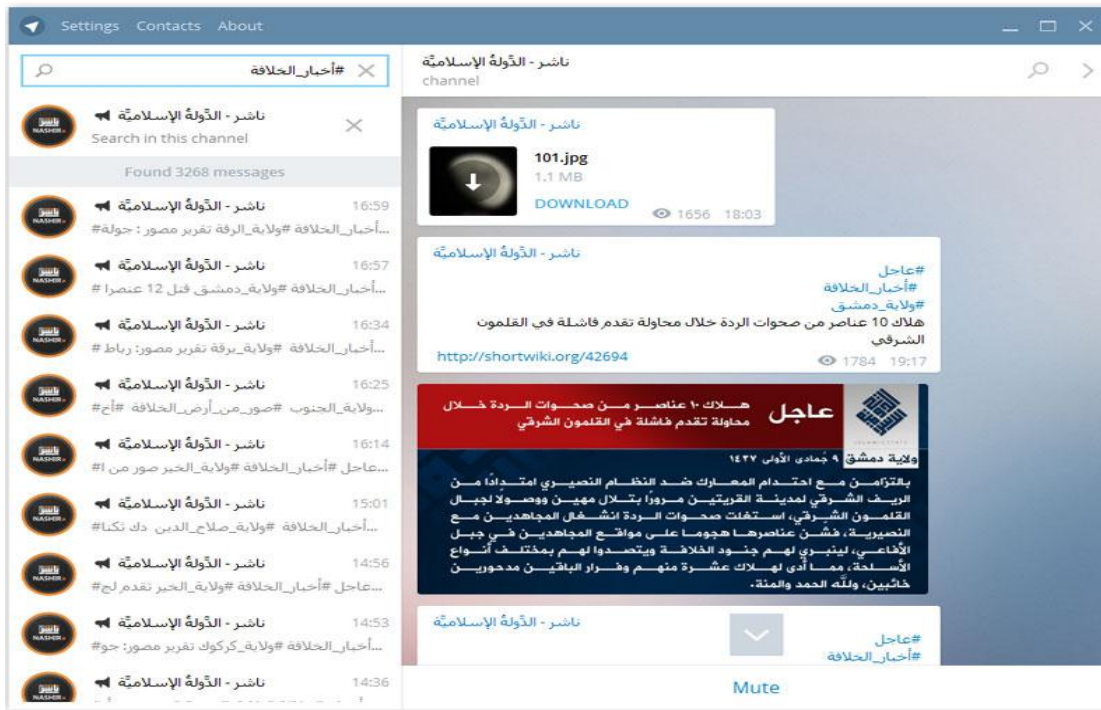 Settings Contacts About
#أخبار_الخلافة
ناشر - الدَّولةُ الإسلاميَّة
Search in this channel
Found 3268 messages
ناشر - الدَّولةُ الإسلاميَّة 16:59
#أخبار_الخلافة #ولاية_الرقة تقرير مصور : جولة...
ناشر - الدَّولةُ الإسلاميَّة 16:57
# أخبار_الخلافة #ولاية_دمشق قتل 12 عنصرا...
ناشر - الدَّولةُ الإسلاميَّة 16:34
# أخبار_الخلافة #ولاية_برقة تقرير مصور: رباط...
ناشر - الدَّولةُ الإسلاميَّة 16:25
#ولاية_الجنوب #صور_من_أرض_الخلافة #أخ...
ناشر - الدَّولةُ الإسلاميَّة 16:14
#عاجل #أخبار_الخلافة #ولاية_الخير صور من ا...
ناشر - الدَّولةُ الإسلاميَّة 15:01
#أخبار_الخلافة #ولاية_صلاح_الدين دك ثكنا...
ناشر - الدَّولةُ الإسلاميَّة 14:56
#عاجل #أخبار_الخلافة #ولاية_الخير تقدم لج...
ناشر - الدَّولةُ الإسلاميَّة 14:53
#أخبار_الخلافة #ولاية_كركوك تقرير مصور: جو...
ناشر - الدَّولةُ الإسلاميَّة 14:36
ناشر NASHIR
ناشر - الدَّولةُ الإسلاميَّة
channel
ناشر - الدَّولةُ الإسلاميَّة
101.jpg
1.1 MB
DOWNLOAD
1656 18:03
ناشر - الدَّولةُ الإسلاميَّة
#عاجل
#أخبار_الخلافة
#ولاية_دمشق
هلاك 10 عناصر من صحوات الردة خلال محاولة تقدم فاشلة في القلمون
الشرقي
http://shortwiki.org/42694
1784 19:17
عاجل
هلاك ١٠ عناصر من صحوات الردة خلال
محاولة تقدم فاشلة في القلمون الشرقي
ولاية دمشق ٩ جُمادى الأولى ١٤٣٧
بالتزامن مع احتدام المعارك ضد النظام النصيري امتدادًا من
الريف الشرقي لمدينة القريتين مرورًا بتلال مهين ووصولا لجبال
القلمون الشرقي، استغلت صحوات الردة انشغال المجاهدين مع
النصيرية، فشن عناصرها هجوما على مواقع المجاهدين في جبل
الأفاعي، لينبري لهم جنود الخلافة ويتصدوا لهم بمختلف أنواع
الأسلحة، مما أدى لهلاك عشرة منهم وفرار الباقين مدحورين
خائبين، ولله الحمد والمنة.
ناشر - الدَّولةُ الإسلاميَّة
#عاجل
#أخبار_الخلافة
Mute